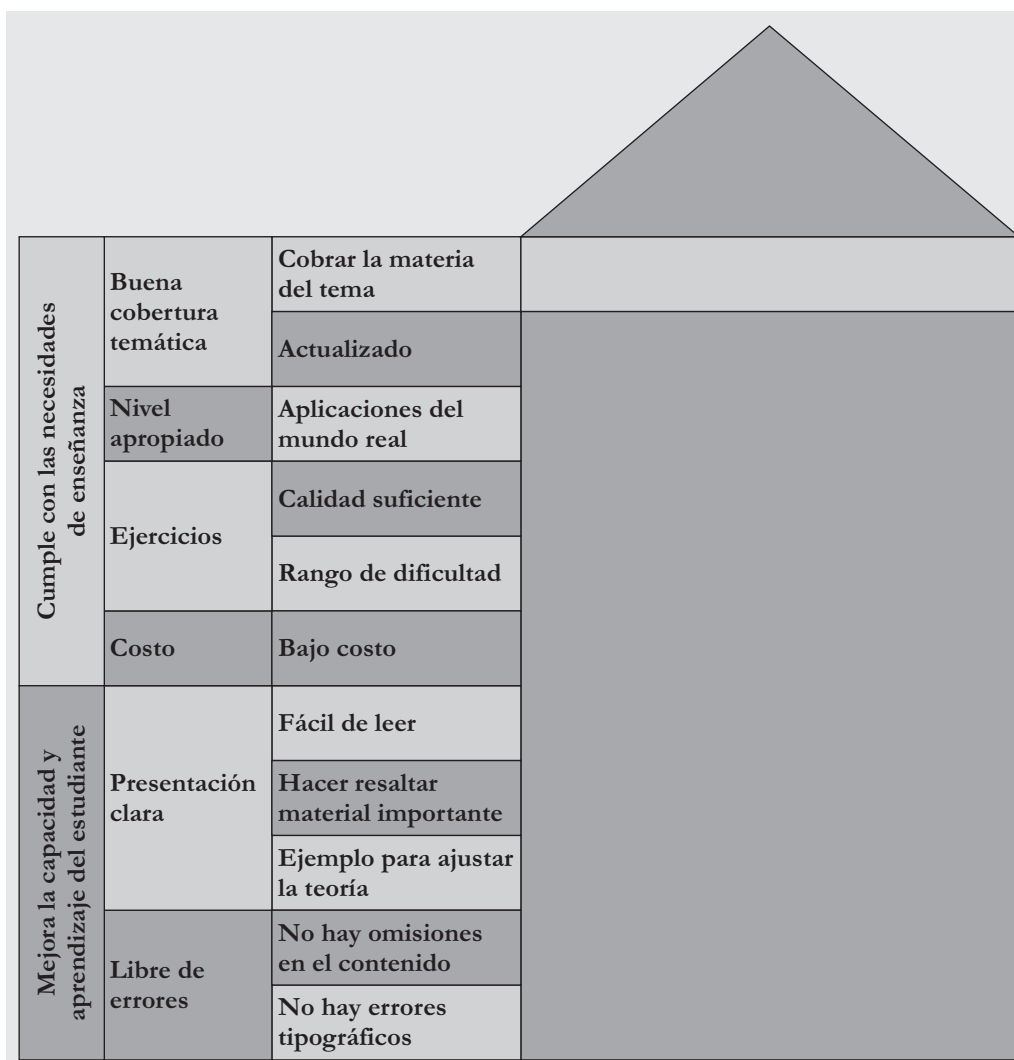 Cumple con las necesidades
de enseñanza
Buena
cobertura
temática
Cobrar la materia
del tema
Actualizado
Nivel
apropiado
Aplicaciones del
mundo real
Ejercicios
Calidad suficiente
Rango de dificultad
Costo
Bajo costo
Mejora la capacidad y
aprendizaje del estudiante
Presentación
clara
Fácil de leer
Hacer resaltar
material importante
Ejemplo para ajustar
la teoría
Libre de
errores
No hay omisiones
en el contenido
No hay errores
tipográficos